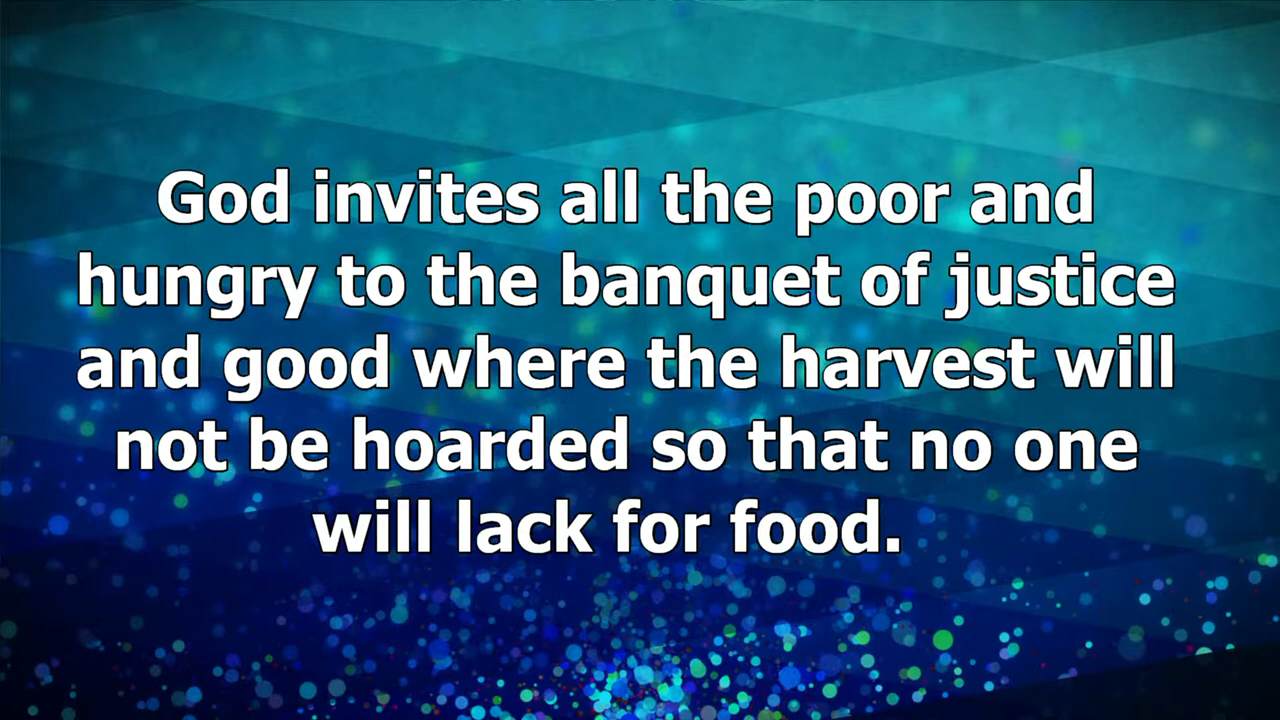 God invites all the poor and
hungry to the banquet of justice
and good where the harvest will
not be hoarded so that no one
will lack for food.